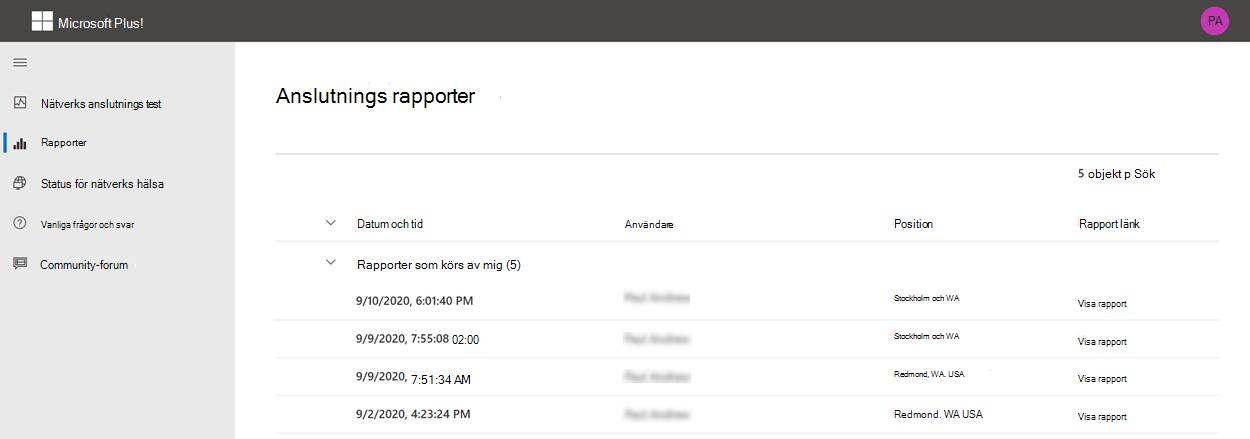 Microsoft Plus!
PA
Nätverks anslutnings test
Rapporter
Status för nätverks hälsa
Vanliga frågor och svar
Community-forum
Anslutnings rapporter
5 objekt p Sök
Datum och tid Användare Position Rapport länk
Rapporter som körs av mig (5)
9/10/2020, 6:01:40 PM Stockholm och WA Visa rapport
9/9/2020, 7:55:08 02:00 Stockholm och WA Visa rapport
9/9/2020, 7:51:34 AM Redmond, WA. USA Visa rapport
9/2/2020, 4:23:24 PM Redmond. WA USA Visa rapport